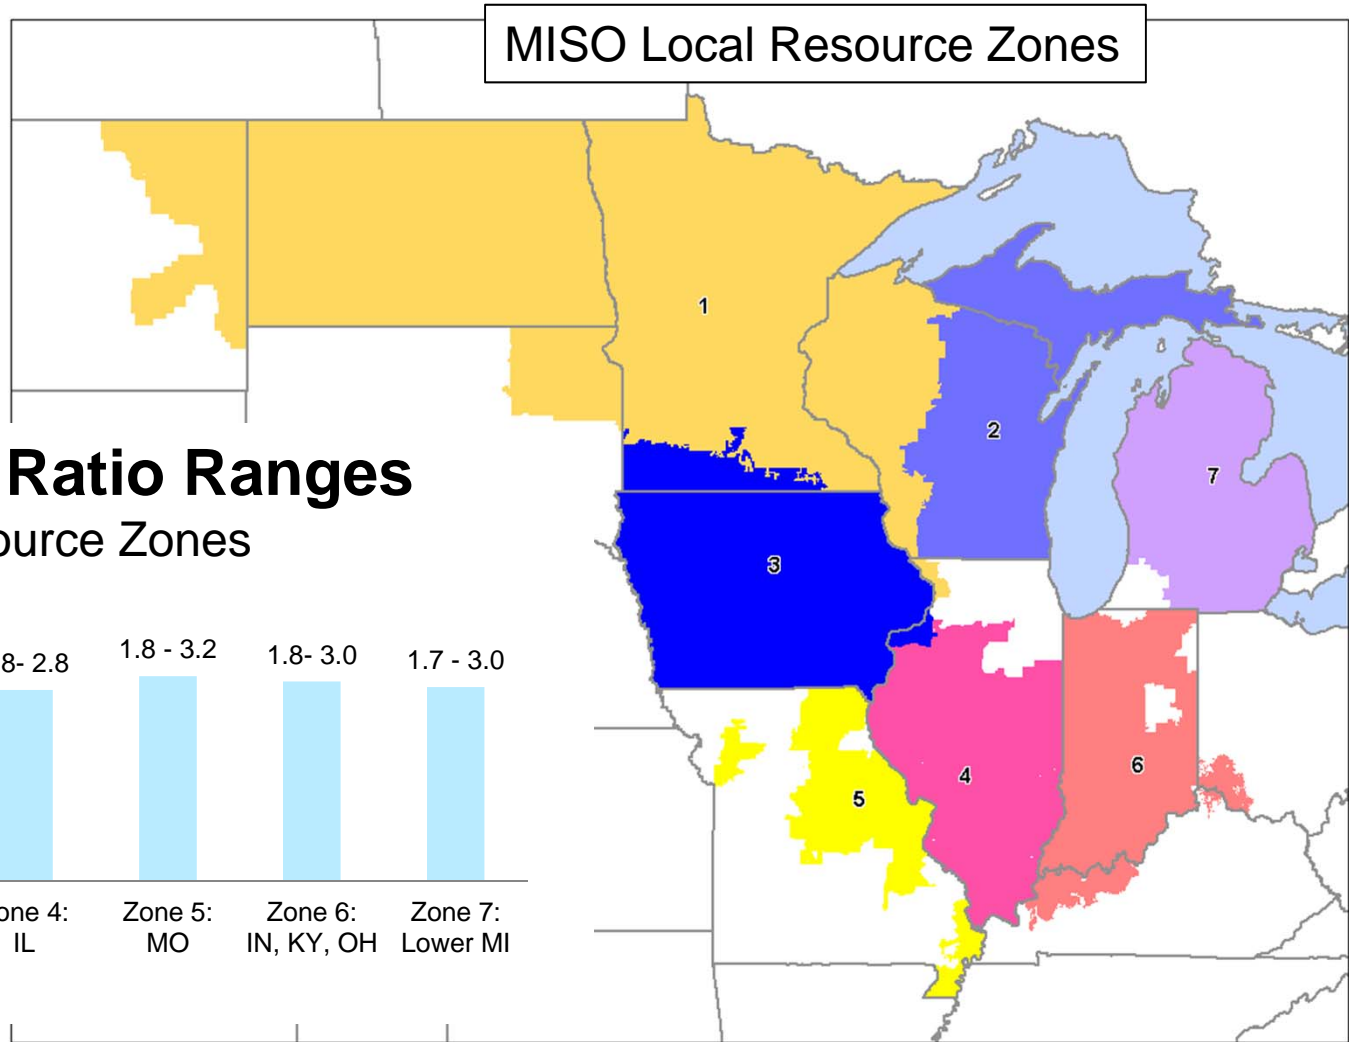 MISO Local Resource Zones
1
2
7
Ratio Ranges
ource Zones
3
8- 2.8
1.8 - 3.2
1.8- 3.0
1.7 - 3.0
4
6
5
one 4:
IL
Zone 5:
MO
Zone 6:
IN, KY, OH
Zone 7:
Lower MI